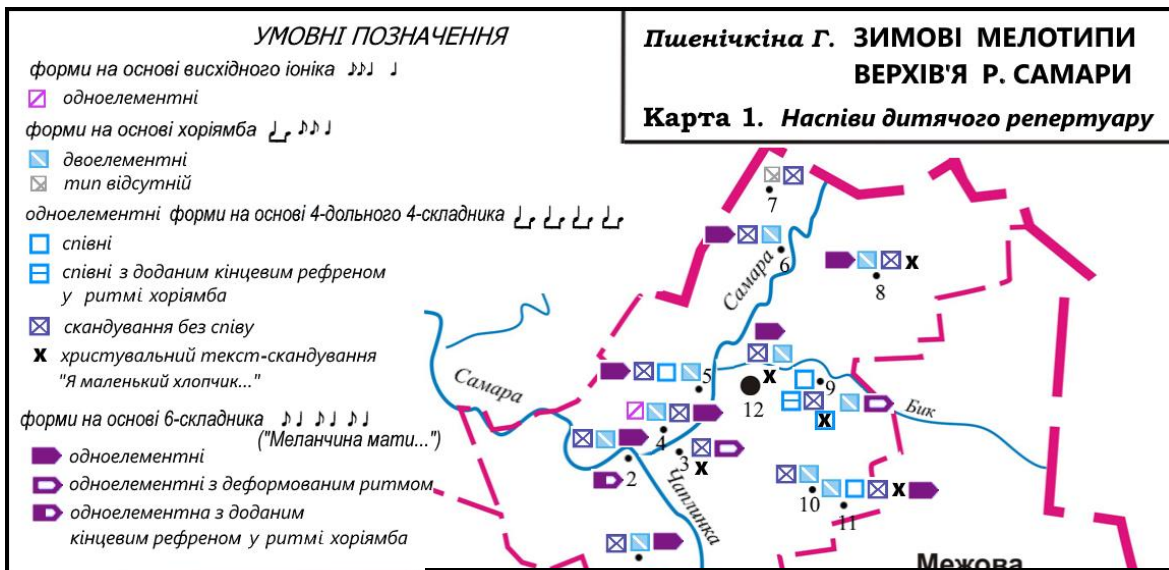 УМОВНІ ПОЗНАЧЕННЯ
форми на основі висхідного іоніка
одноелементні
форми на основі хоріямба
двоелементні
тип відсутній
одноелементні форми на основі 4-дольного 4-складника
співні
співні з доданим кінцевим рефреном
у ритмі хоріямба
скандування без співу
х христувальний текст-скандування
"Я маленький хлопчик..."
форми на основі 6-складника
("Меланчина мати...")
одноелементні
одноелементні з деформованим ритмом
одноелементна з доданим
кінцевим рефреном у ритмі хоріямба
Пшенічкіна Г. ЗИМОВІ МЕЛОТИПИ
ВЕРХІВ'Я Р. САМАРИ
Карта 1. Наспіви дитячого репертуару
7
6
Самара
8
х
Самара
5
12
х
9
Бик
х
4
3
х
2
Чаплинка
10
11
х
Межова